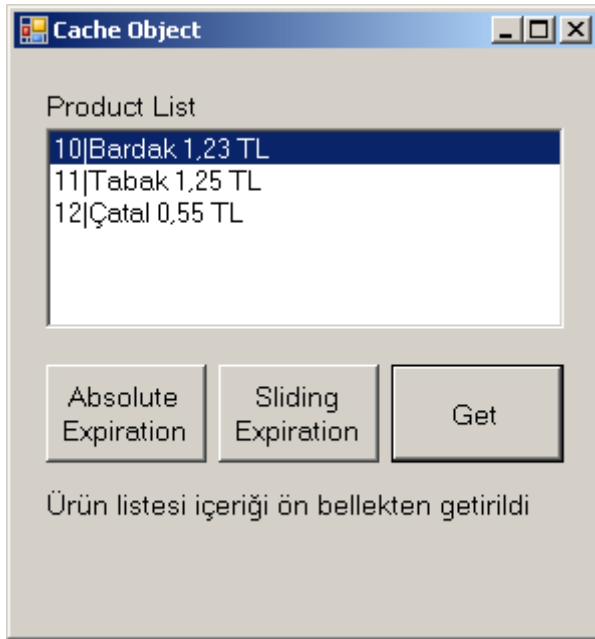 Cache Object
Product List
10|Bardak 1,23 TL
11|Tabak 1,25 TL
12|Çatal 0,55 TL
Absolute
Expiration
Sliding
Expiration
Get
Ürün listesi içeriği ön bellekten getirildi